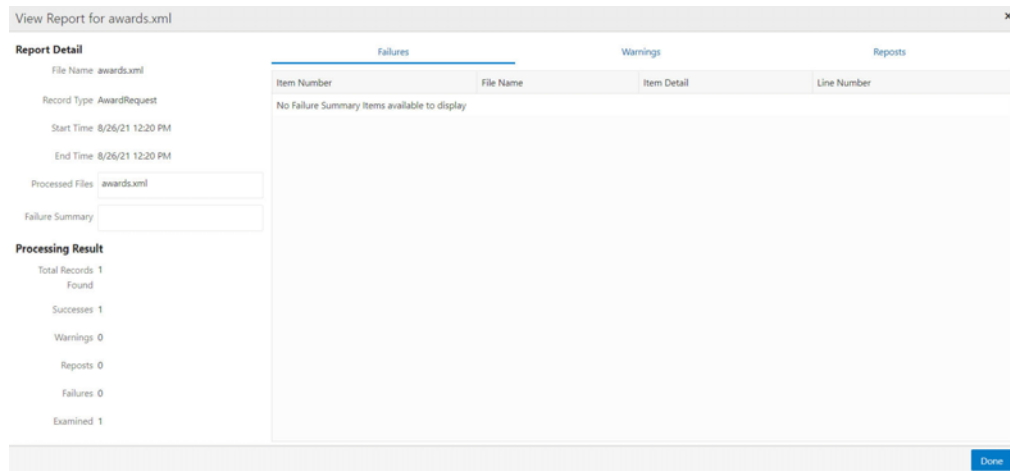 View Report for awards.xml
Report Detail
File Name awards.xml
Record Type AwardRequest
Start Time 8/26/21 12:20 PM
End Time 8/26/21 12:20 PM
Processed Files awards.xml
Failure Summary
Processing Result
Total Records Found 1
Successes 1
Warnings 0
Reposts 0
Failures 0
Examined 1
Failures Warnings Reposts
Item Number File Name Item Detail Line Number
No Failure Summary Items available to display
Done